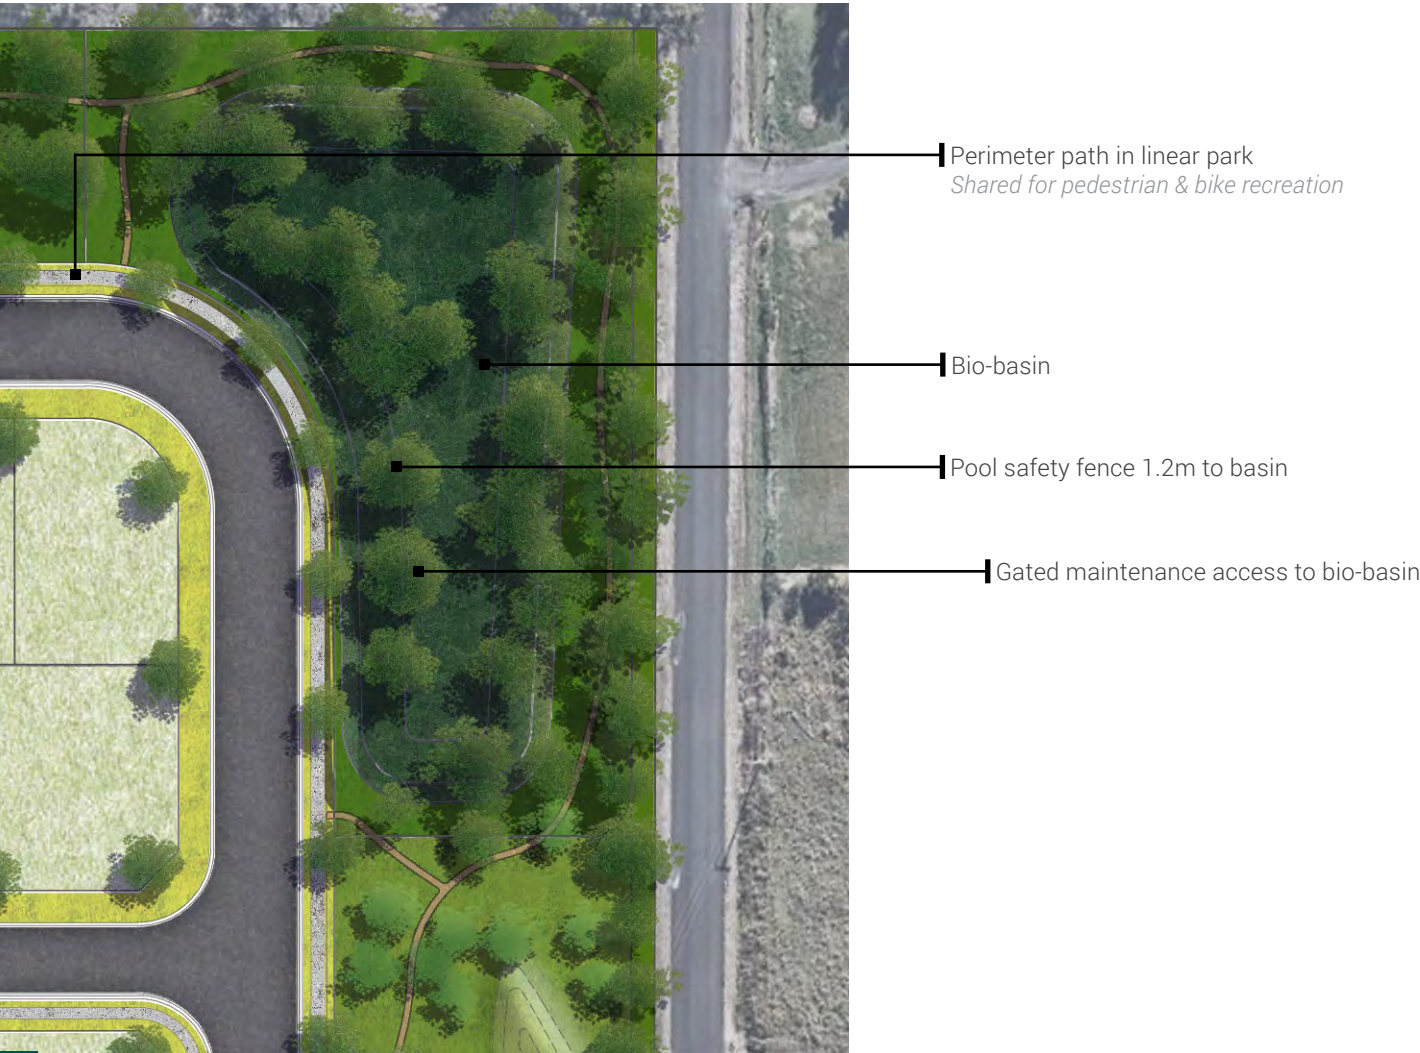 Perimeter path in linear park
Shared for pedestrian & bike recreation
Bio-basin
Pool safety fence 1.2m to basin
Gated maintenance access to bio-basin